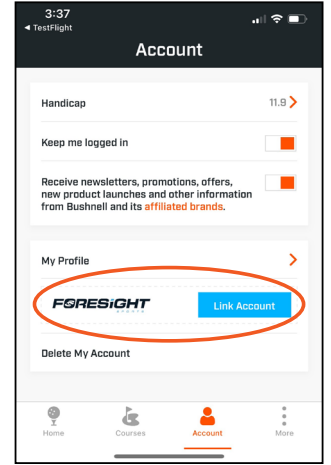 3:37
◀ TestFlight
Account
Handicap 11.9
Keep me logged in
Receive newsletters, promotions, offers,
new product launches and other information
from Bushnell and its affiliated brands.
My Profile
FORESiGHT
SPORTS
Link Account
Delete My Account
Home Courses Account More